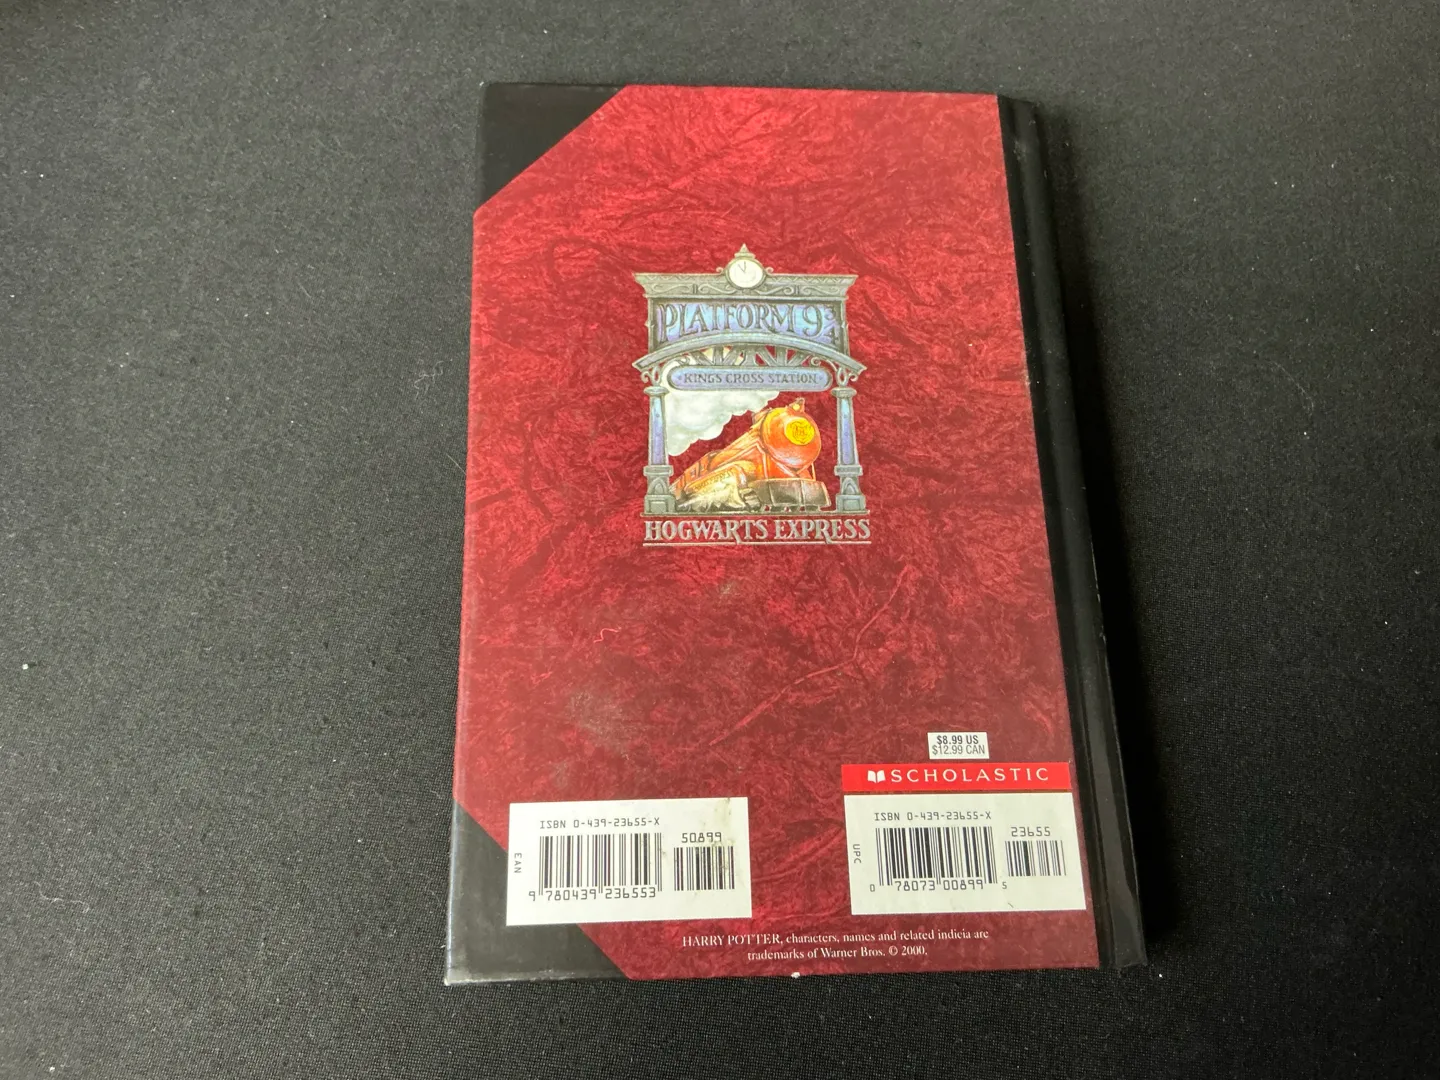 PLATFORM 9 3/4
KING'S CROSS STATION
HOGWARTS EXPRESS
$8.99 US
$12.99 CAN
SCHOLASTIC
ISBN 0-439-23655-X
50899
EAN
9 780439 236553
ISBN 0-439-23655-X
23655
UPC
0 78073 00899 5
HARRY POTTER, characters, names and related indicia are
trademarks of Warner Bros. © 2000.